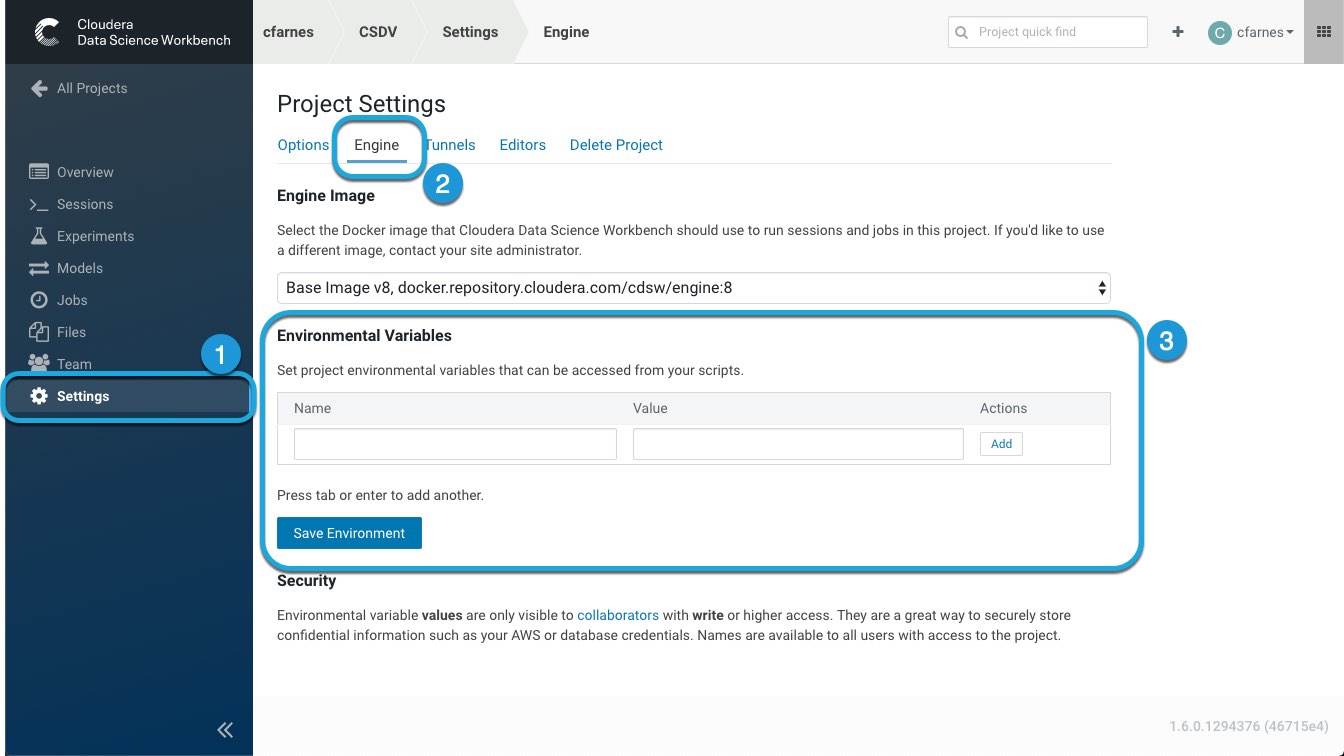 Cloudera
Data Science Workbench
cfarnes
CSDV
Settings
Engine
Project quick find
+
C
cfarnes
All Projects
Overview
Sessions
Experiments
Models
Jobs
Files
Team
Settings
1
Project Settings
Options
Engine
Tunnels
Editors
Delete Project
2
Engine Image
Select the Docker image that Cloudera Data Science Workbench should use to run sessions and jobs in this project. If you'd like to use
a different image, contact your site administrator.
Base Image v8, docker.repository.cloudera.com/cdsw/engine:8
Environmental Variables
3
Set project environmental variables that can be accessed from your scripts.
Name Value Actions
Add
Press tab or enter to add another.
Save Environment
Security
Environmental variable values are only visible to collaborators with write or higher access. They are a great way to securely store
confidential information such as your AWS or database credentials. Names are available to all users with access to the project.
1.6.0.1294376 (46715e4)